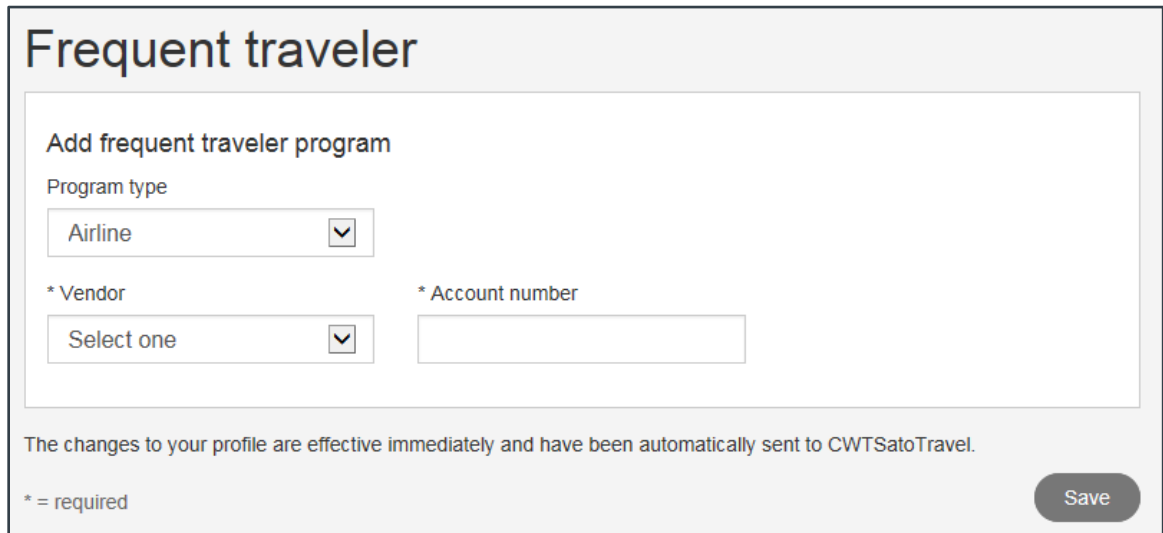 Frequent traveler
Add frequent traveler program
Program type
Airline
* Vendor
* Account number
Select one
The changes to your profile are effective immediately and have been automatically sent to CWTSatoTravel.
* = required
Save